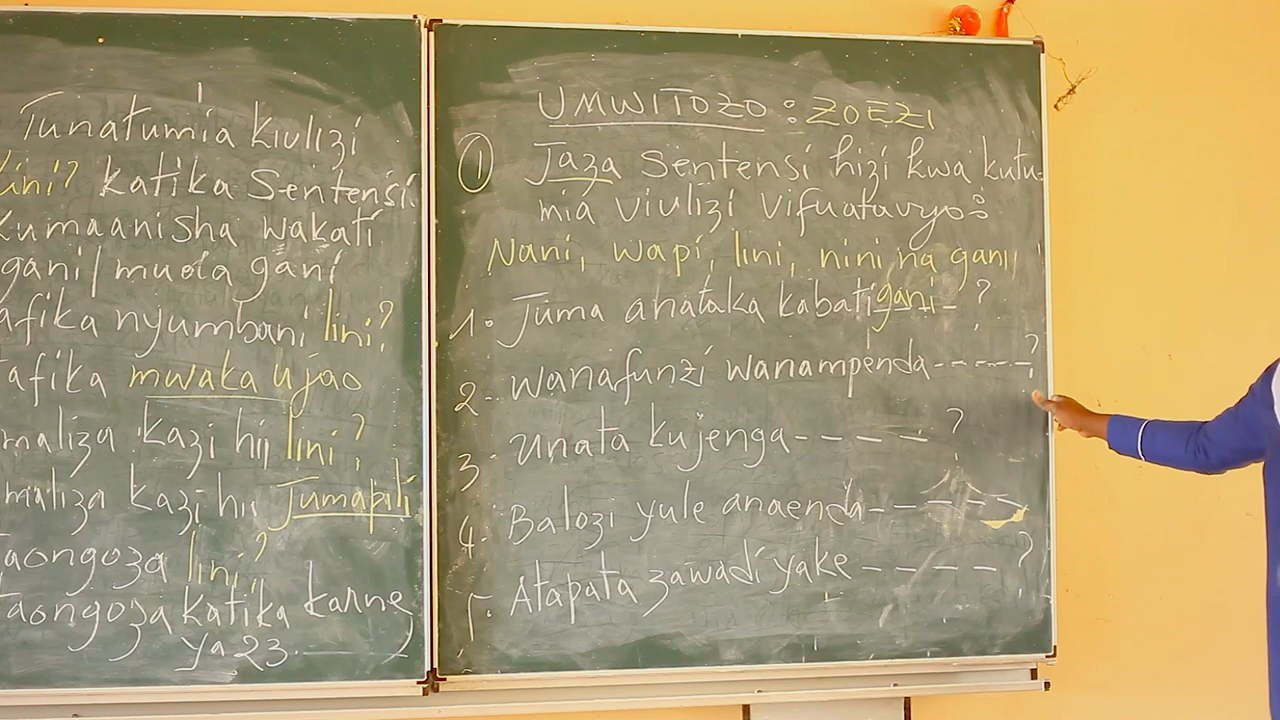 Tunatumia kiulizi
lini? katika Sentensi
Kumaanisha wakati
gani/muda gani
afika nyumbani lini?
afika mwaka ujao
maliza kazi hii lini?
maliza kazi hii Jumapili
taongoza lini?
taongoza katika karne
ya 23.
UMWITOZO : ZOEZI
① Jaza Sentensi hizi kwa kutu-
mia viulizi vifuatavyo:
Nani, wapi, lini, nini na gani
1. Juma anataka kabati gani - ?
2. Wanafunzi wanampenda -----?
3. Unata kujenga ---- ?
4. Balozi yule anaenda ----
5. Atapata zawadi yake ---- ?